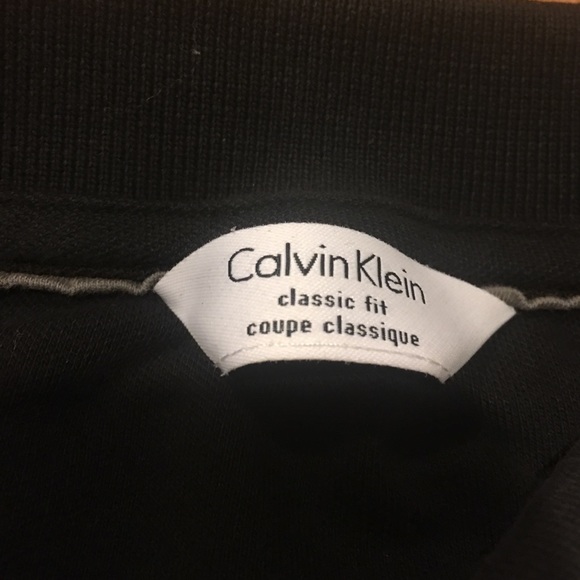 Calvin Klein
classic fit
coupe classique